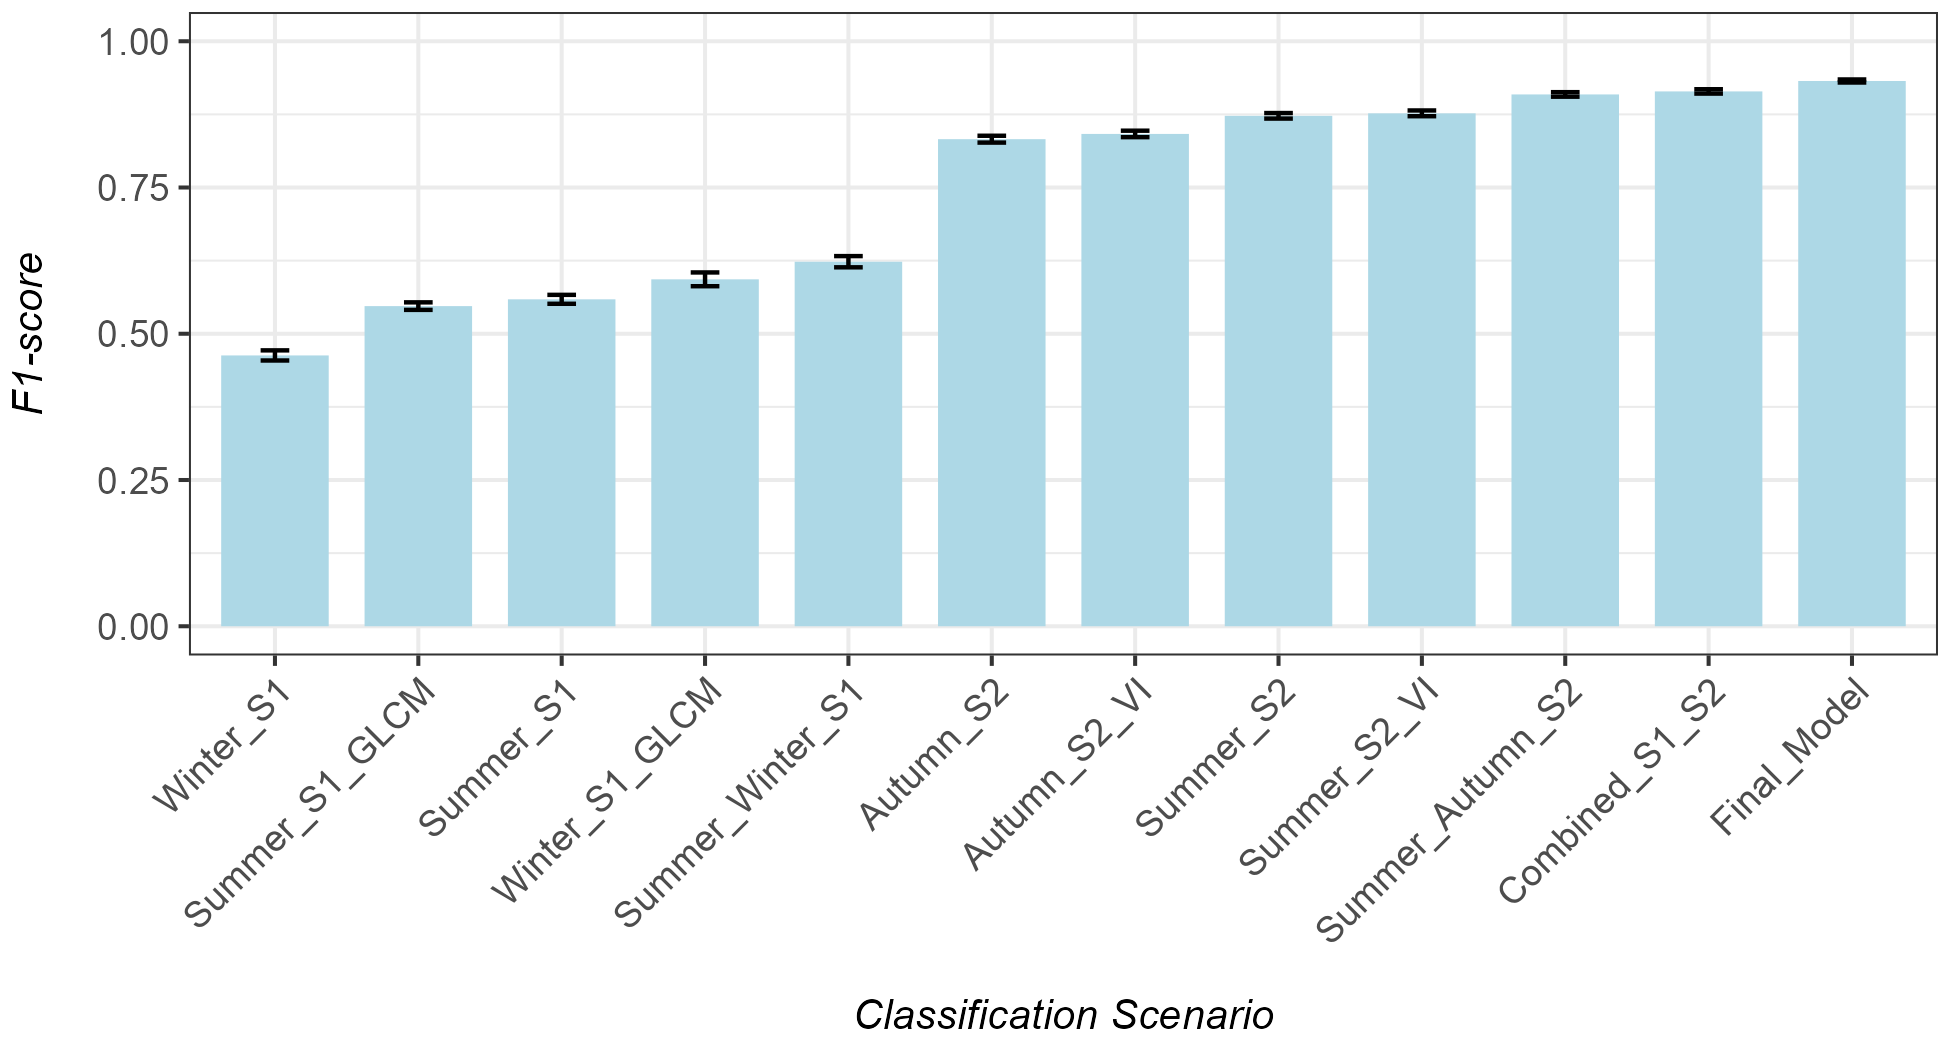 1.00
0.75
0.50
0.25
0.00
F1-score
Winter_S1
Summer_S1_GLCM
Summer_S1
Winter_S1_GLCM
Summer_Winter_S1
Autumn_S2
Autumn_S2_VI
Summer_S2
Summer_S2_VI
Summer_Autumn_S2
Combined_S1_S2
Final_Model
Classification Scenario